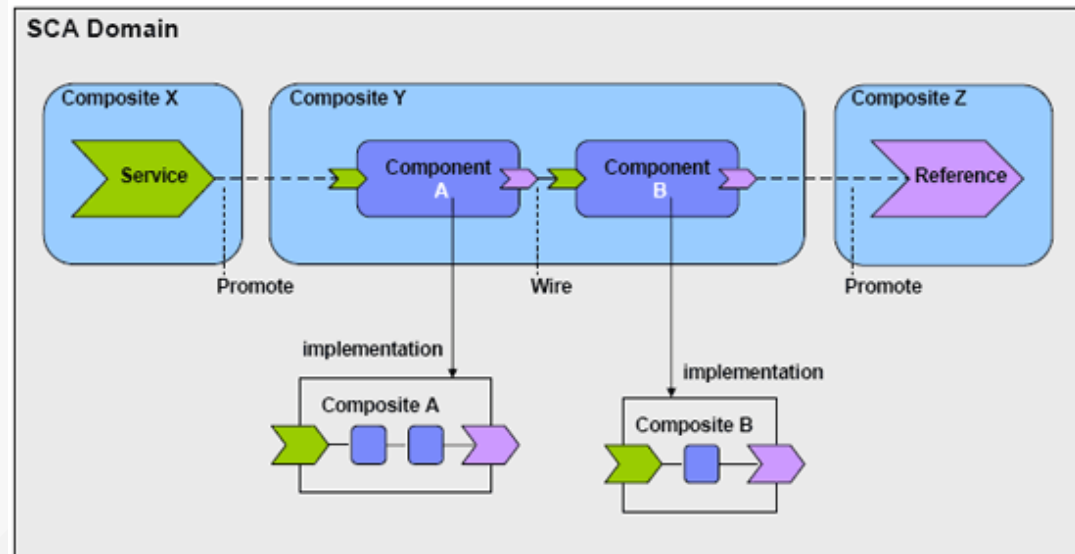 SCA Domain
Composite X
Composite Y
Composite Z
Service
Component
A
Component
B
Reference
Promote
Wire
Promote
implementation
implementation
Composite A
Composite B